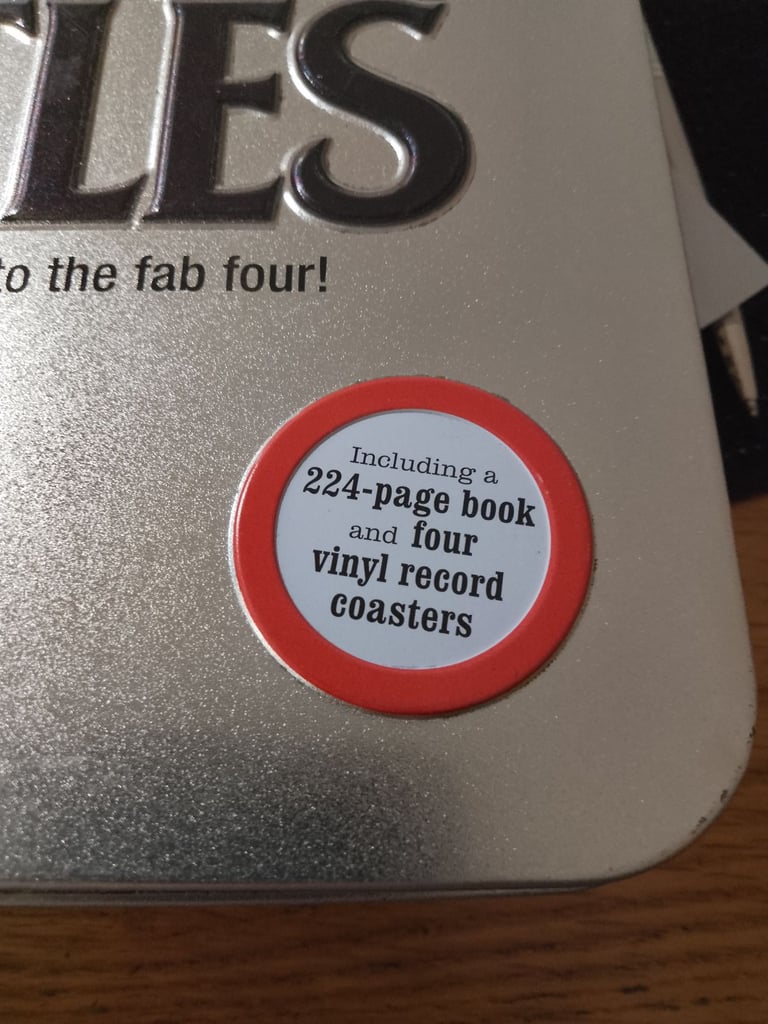 LES
to the fab four!
Including a
224-page book
and four
vinyl record
coasters